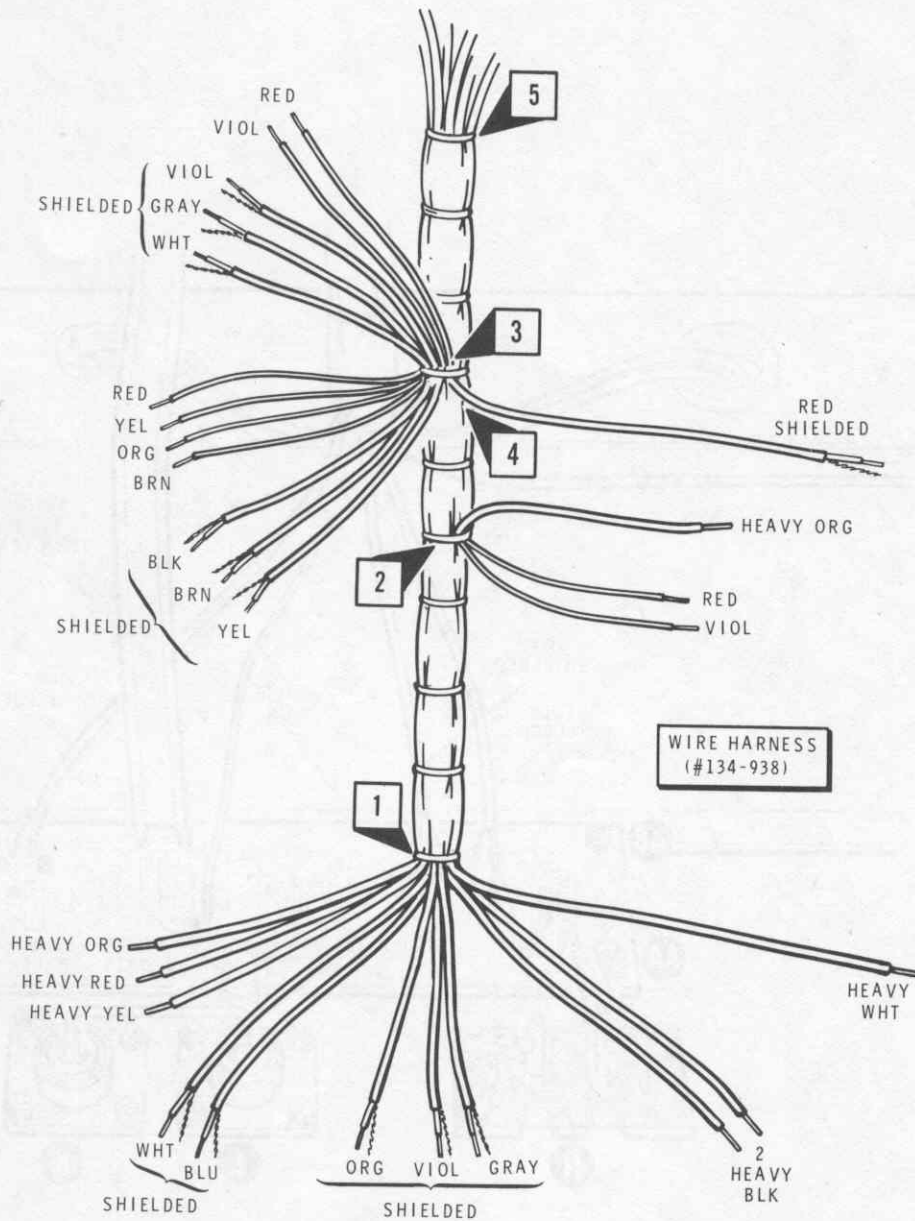 5
RED
VIOL
VIOL
SHIELDED GRAY
WHT
3
RED
YEL
ORG
BRN
RED
SHIELDED
4
HEAVY ORG
BLK
BRN
YEL
SHIELDED
2
RED
VIOL
WIRE HARNESS
(#134-938)
1
HEAVY ORG
HEAVY RED
HEAVY YEL
HEAVY
WHT
WHT
BLU
SHIELDED
ORG VIOL GRAY
SHIELDED
2
HEAVY
BLK